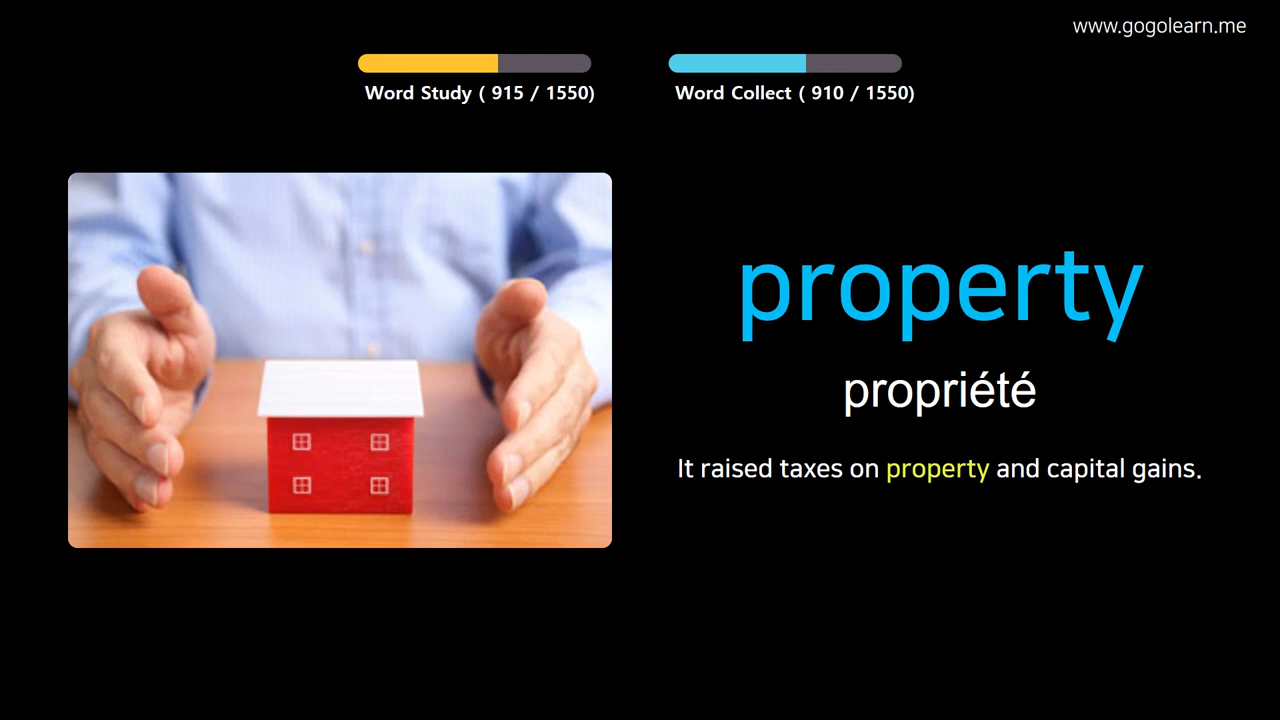 www.gogolearn.me
Word Study ( 915 / 1550)
Word Collect ( 910 / 1550)
property
propriété
It raised taxes on property and capital gains.